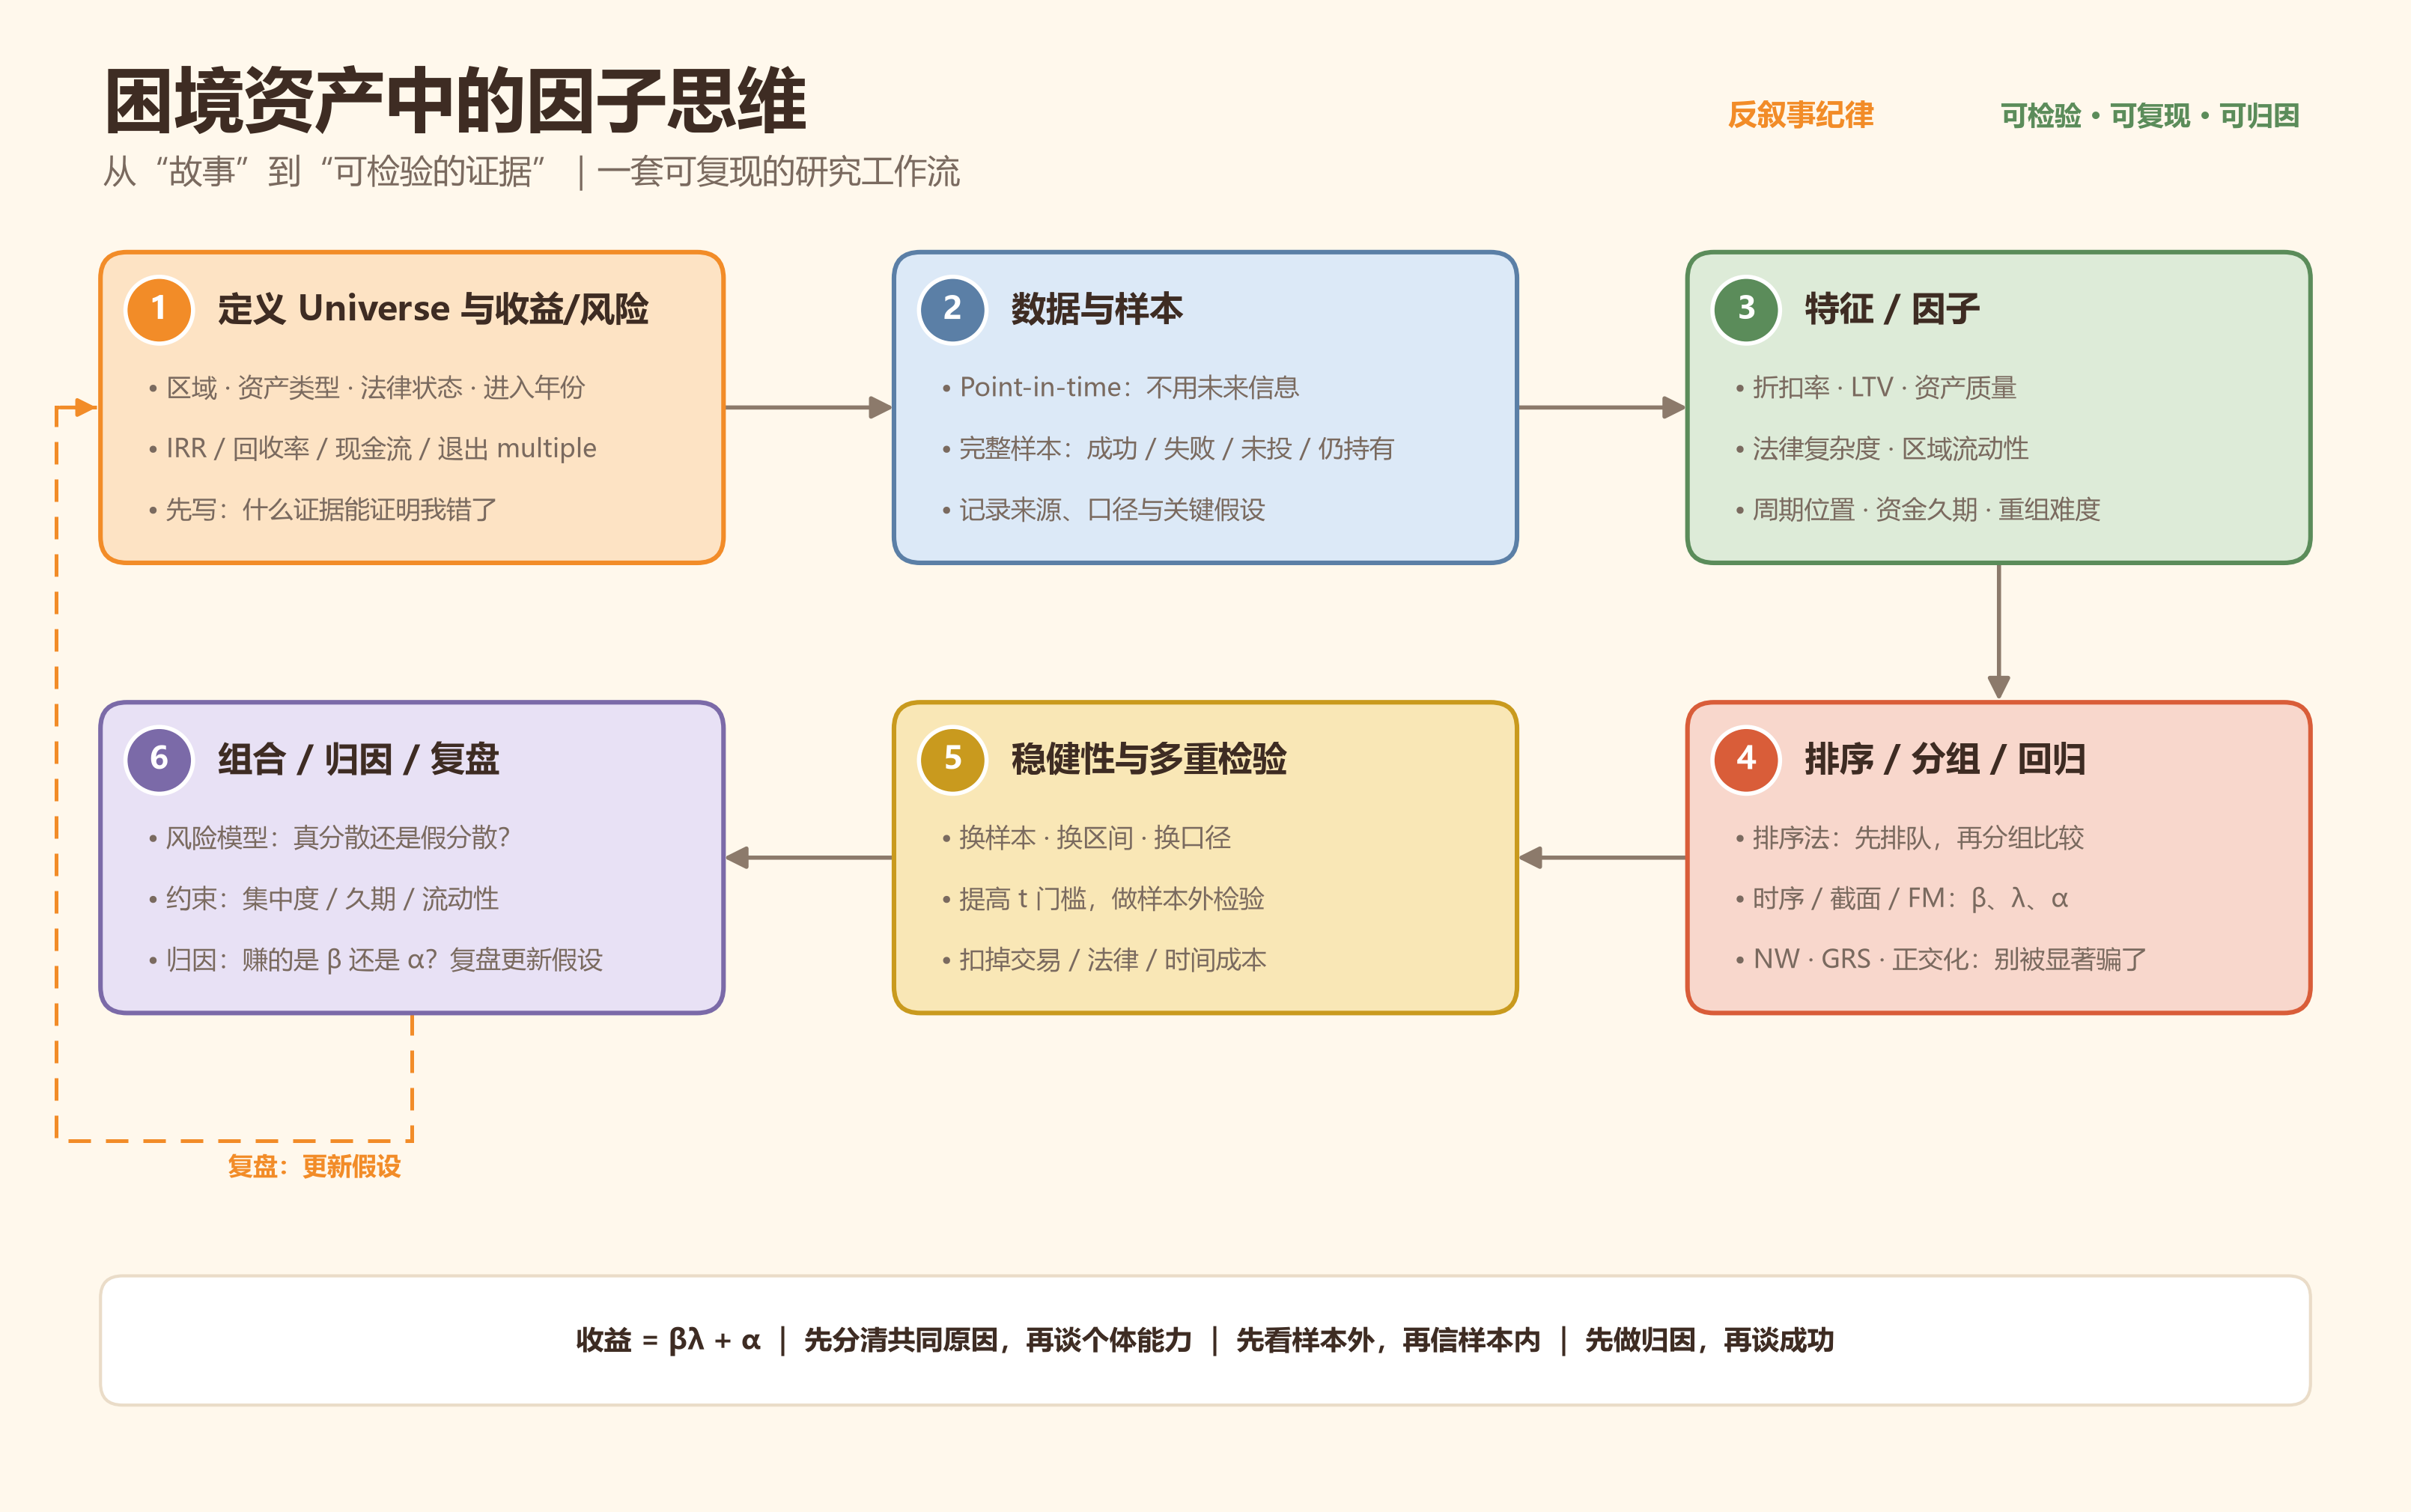 困境资产中的因子思维
反叙事纪律
可检验 • 可复现 • 可归因
从“故事”到“可检验的证据”｜一套可复现的研究工作流
1
定义 Universe 与收益/风险
• 区域 · 资产类型 · 法律状态 · 进入年份
• IRR / 回收率 / 现金流 / 退出 multiple
• 先写：什么证据能证明我错了
2
数据与样本
• Point-in-time：不用未来信息
• 完整样本：成功 / 失败 / 未投 / 仍持有
• 记录来源、口径与关键假设
3
特征 / 因子
• 折扣率 · LTV · 资产质量
• 法律复杂度 · 区域流动性
• 周期位置 · 资金久期 · 重组难度
4
排序 / 分组 / 回归
• 排序法：先排队，再分组比较
• 时序 / 截面 / FM：β、λ、α
• NW · GRS · 正交化：别被显著骗了
5
稳健性与多重检验
• 换样本 · 换区间 · 换口径
• 提高 t 门槛，做样本外检验
• 扣掉交易 / 法律 / 时间成本
6
组合 / 归因 / 复盘
• 风险模型：真分散还是假分散？
• 约束：集中度 / 久期 / 流动性
• 归因：赚的是 β 还是 α？复盘更新假设
复盘：更新假设
收益 = βλ + α ｜ 先分清共同原因，再谈个体能力 ｜ 先看样本外，再信样本内 ｜ 先做归因，再谈成功